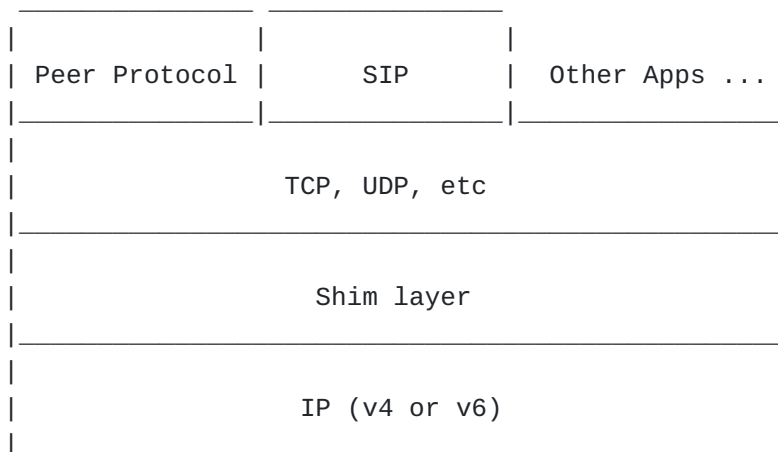 Peer Protocol SIP Other Apps ...
TCP, UDP, etc
Shim layer
IP (v4 or v6)